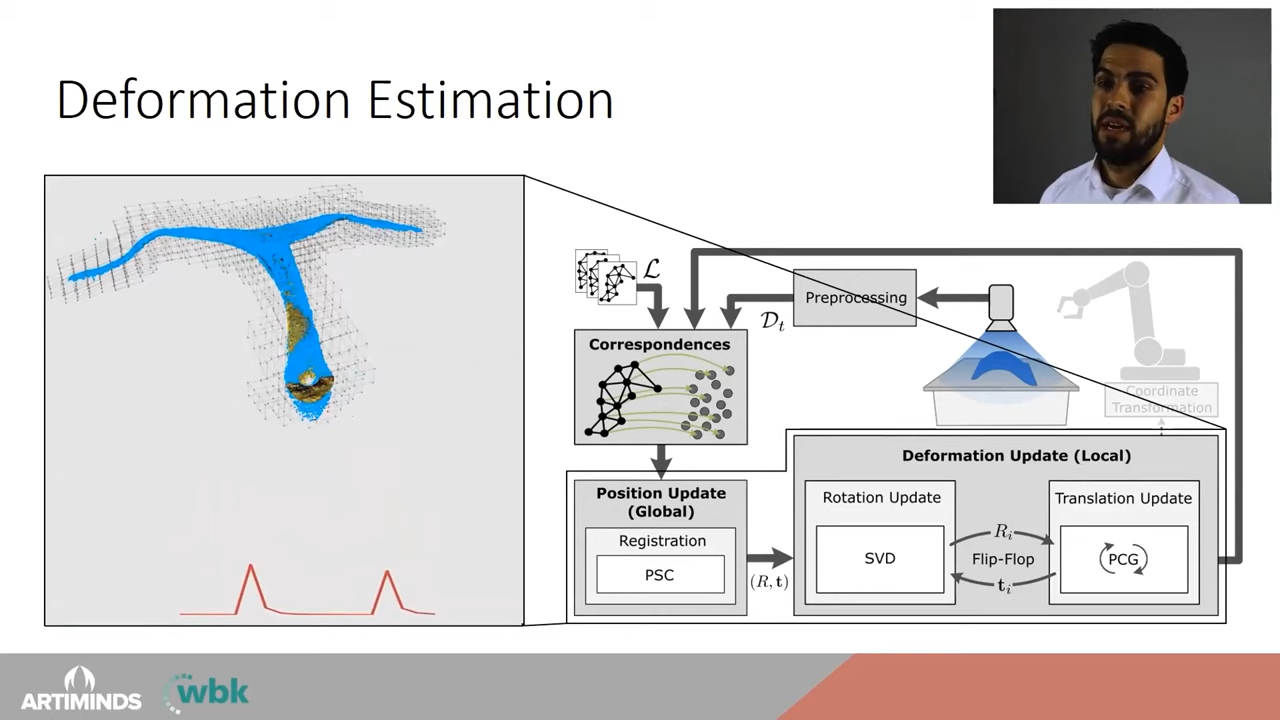 Deformation Estimation
ℒ
𝒟ₜ
Preprocessing
Correspondences
Coordinate
Transformation
Position Update
(Global)
Registration
PSC
(R, t)
Deformation Update (Local)
Rotation Update
SVD
Rᵢ
Flip-Flop
tᵢ
Translation Update
PCG
ARTIMINDS
wbk